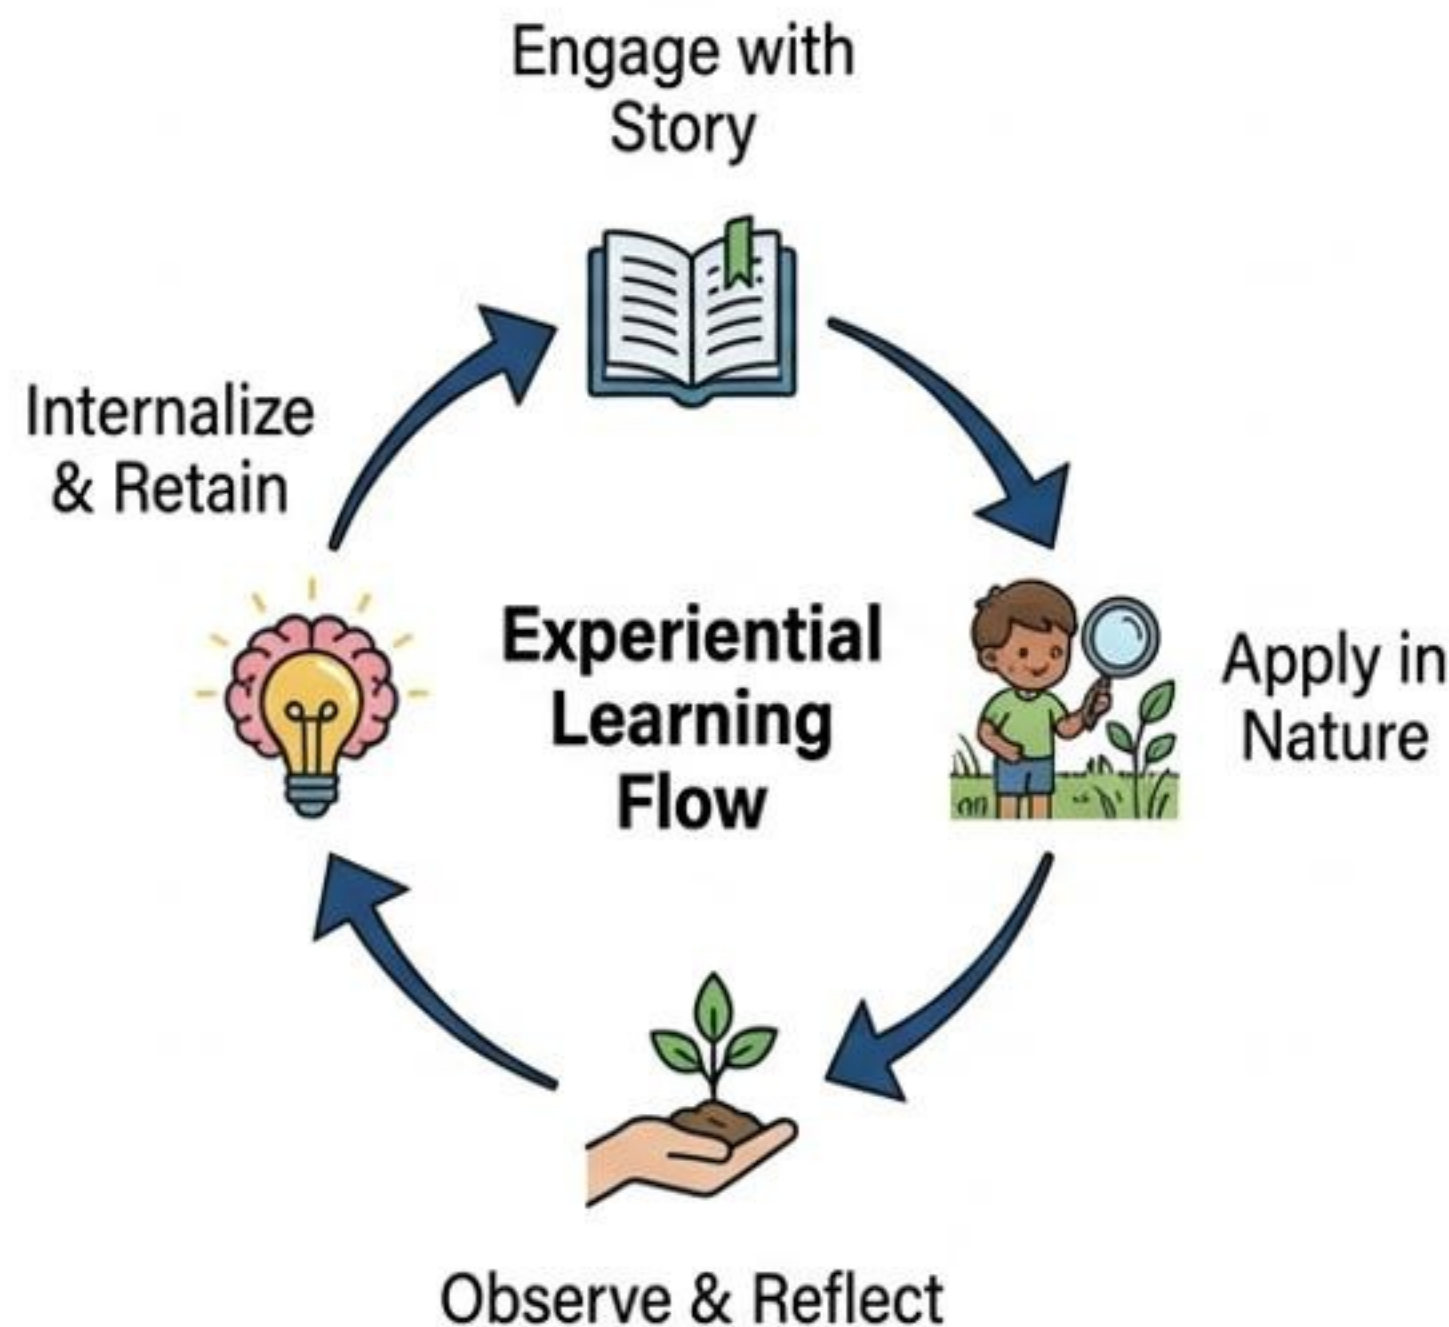 Engage with
Story
Internalize
& Retain
Experiential
Learning
Flow
Apply in
Nature
Observe & Reflect